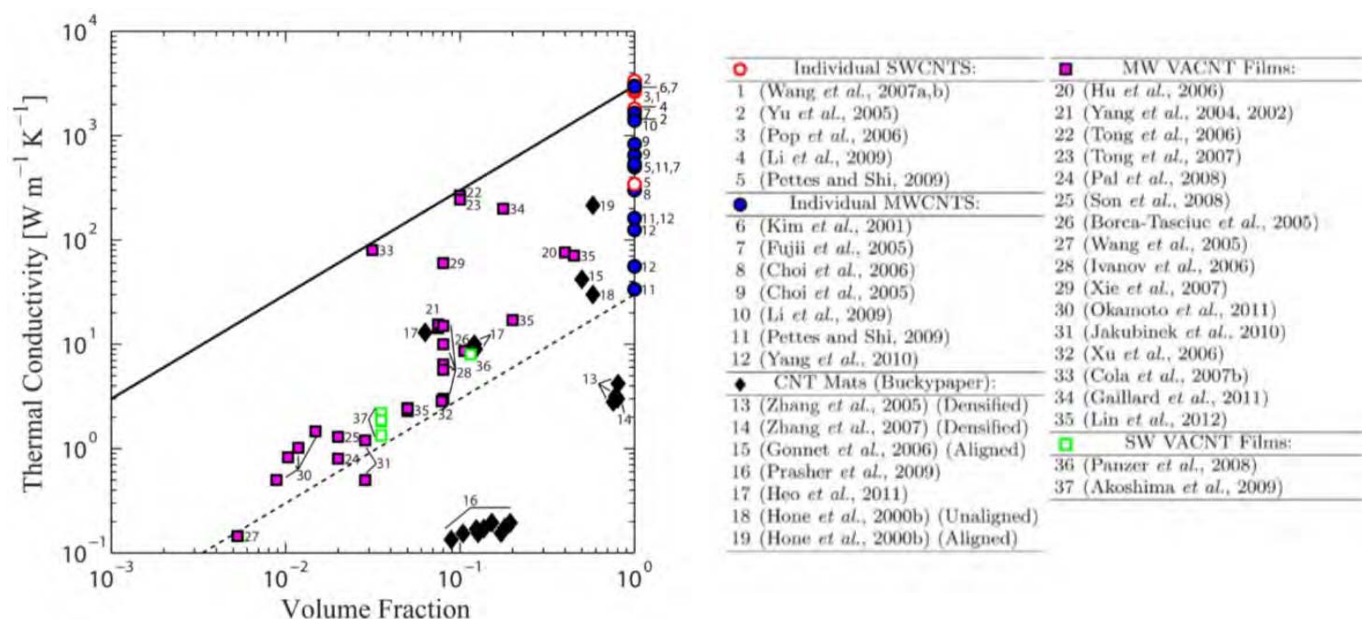 10^4
10^3
10^2
10^1
10^0
10^-1
Thermal Conductivity [W m^-1 K^-1]
10^-3
10^-2
10^-1
10^0
Volume Fraction
2
6,7
3,1
4
7
2
10
9
9
5,11,7
5
8
11,12
12
12
11
22
23
34
19
33
29
20
35
15
18
21
17
26
17
35
36
28
13
14
37
35
32
25
24
31
30
16
27
Individual SWCNTS:
1 (Wang et al., 2007a,b)
2 (Yu et al., 2005)
3 (Pop et al., 2006)
4 (Li et al., 2009)
5 (Pettes and Shi, 2009)
Individual MWCNTS:
6 (Kim et al., 2001)
7 (Fujii et al., 2005)
8 (Choi et al., 2006)
9 (Choi et al., 2005)
10 (Li et al., 2009)
11 (Pettes and Shi, 2009)
12 (Yang et al., 2010)
CNT Mats (Buckypaper):
13 (Zhang et al., 2005) (Densified)
14 (Zhang et al., 2007) (Densified)
15 (Gonnet et al., 2006) (Aligned)
16 (Prasher et al., 2009)
17 (Heo et al., 2011)
18 (Hone et al., 2000b) (Unaligned)
19 (Hone et al., 2000b) (Aligned)
MW VACNT Films:
20 (Hu et al., 2006)
21 (Yang et al., 2004, 2002)
22 (Tong et al., 2006)
23 (Tong et al., 2007)
24 (Pal et al., 2008)
25 (Son et al., 2008)
26 (Borca-Tasciuc et al., 2005)
27 (Wang et al., 2005)
28 (Ivanov et al., 2006)
29 (Xie et al., 2007)
30 (Okamoto et al., 2011)
31 (Jakubinek et al., 2010)
32 (Xu et al., 2006)
33 (Cola et al., 2007b)
34 (Gaillard et al., 2011)
35 (Lin et al., 2012)
SW VACNT Films:
36 (Panzer et al., 2008)
37 (Akoshima et al., 2009)